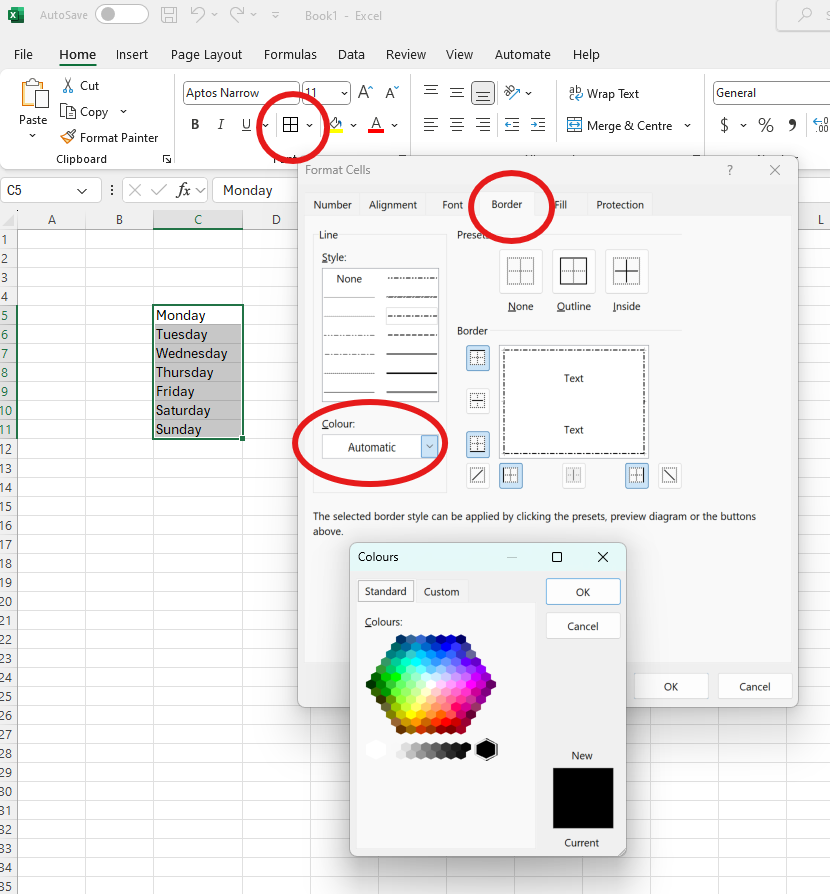 AutoSave Book1 - Excel
File Home Insert Page Layout Formulas Data Review View Automate Help
Paste
Cut
Copy
Format Painter
Clipboard
Aptos Narrow 11 A A
B I U A
ab Wrap Text
Merge & Centre
General
$ % 9 .00
C5 fx Monday
A B C D L
1
2
3
4
5 Monday
6 Tuesday
7 Wednesday
8 Thursday
9 Friday
10 Saturday
11 Sunday
12
13
14
15
16
17
18
19
20
21
22
23
24
25
26
27
28
29
30
31
32
33
34
35
Format Cells ?
Number Alignment Font Border Fill Protection
Line
Style:
None
Colour:
Automatic
Presets
None Outline Inside
Border
Text
Text
The selected border style can be applied by clicking the presets, preview diagram or the buttons
above.
OK Cancel
Colours
Standard Custom
Colours:
OK
Cancel
New
Current